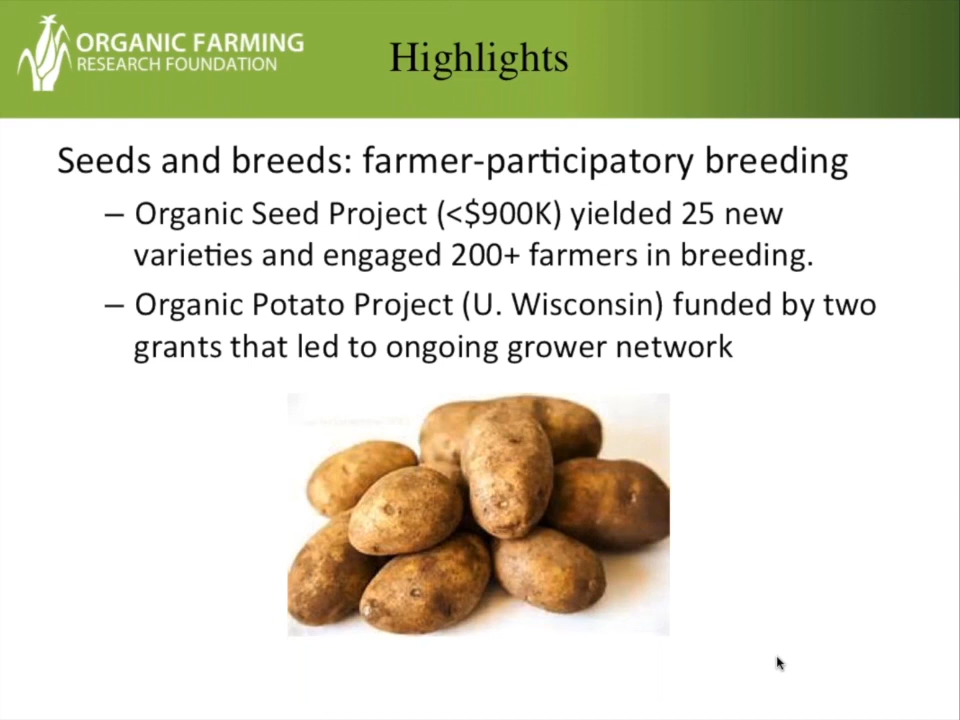 ORGANIC FARMING
RESEARCH FOUNDATION
Highlights
Seeds and breeds: farmer-participatory breeding
– Organic Seed Project (<$900K) yielded 25 new
varieties and engaged 200+ farmers in breeding.
– Organic Potato Project (U. Wisconsin) funded by two
grants that led to ongoing grower network